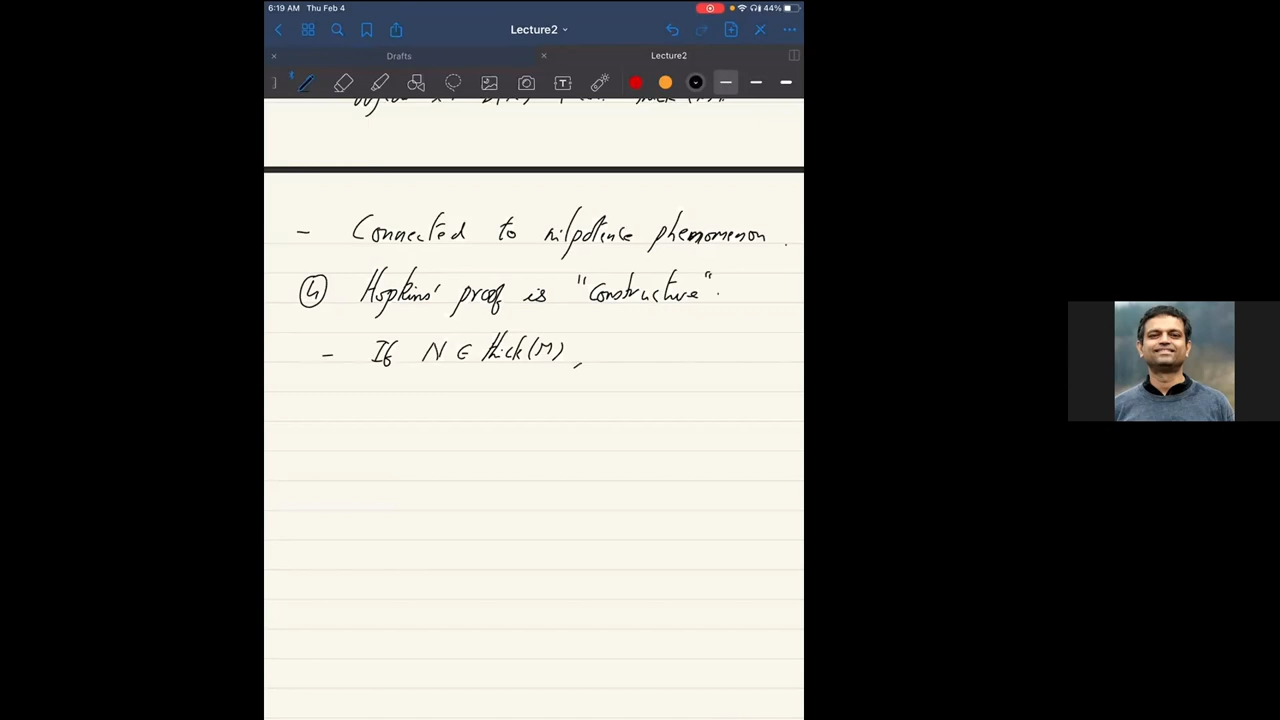 6:19 AM Thu Feb 4
44%
Lecture2
Drafts
Lecture2
thick(M).
- Connected to nilpotence phenomenon.
④ Hopkins' proof is "constructive".
- If N ∈ thick(M),